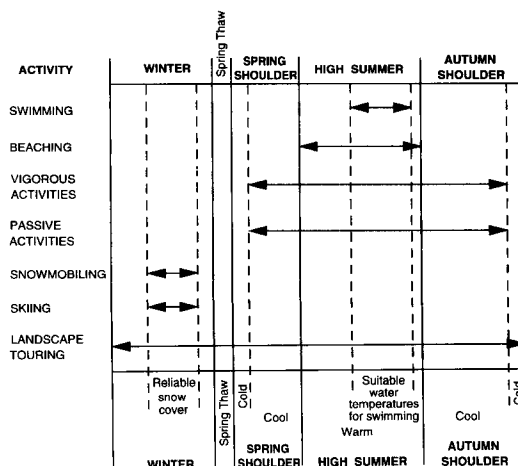 Spring Thaw
ACTIVITY
WINTER
SPRING
SHOULDER
HIGH SUMMER
AUTUMN
SHOULDER
SWIMMING
BEACHING
VIGOROUS
ACTIVITIES
PASSIVE
ACTIVITIES
SNOWMOBILING
SKIING
LANDSCAPE
TOURING
Reliable
snow
cover
Spring Thaw
Cold
Cool
Suitable
water
temperatures
for swimming
Warm
Cool
Cold
WINTER
SPRING
SHOULDER
HIGH SUMMER
AUTUMN
SHOULDER